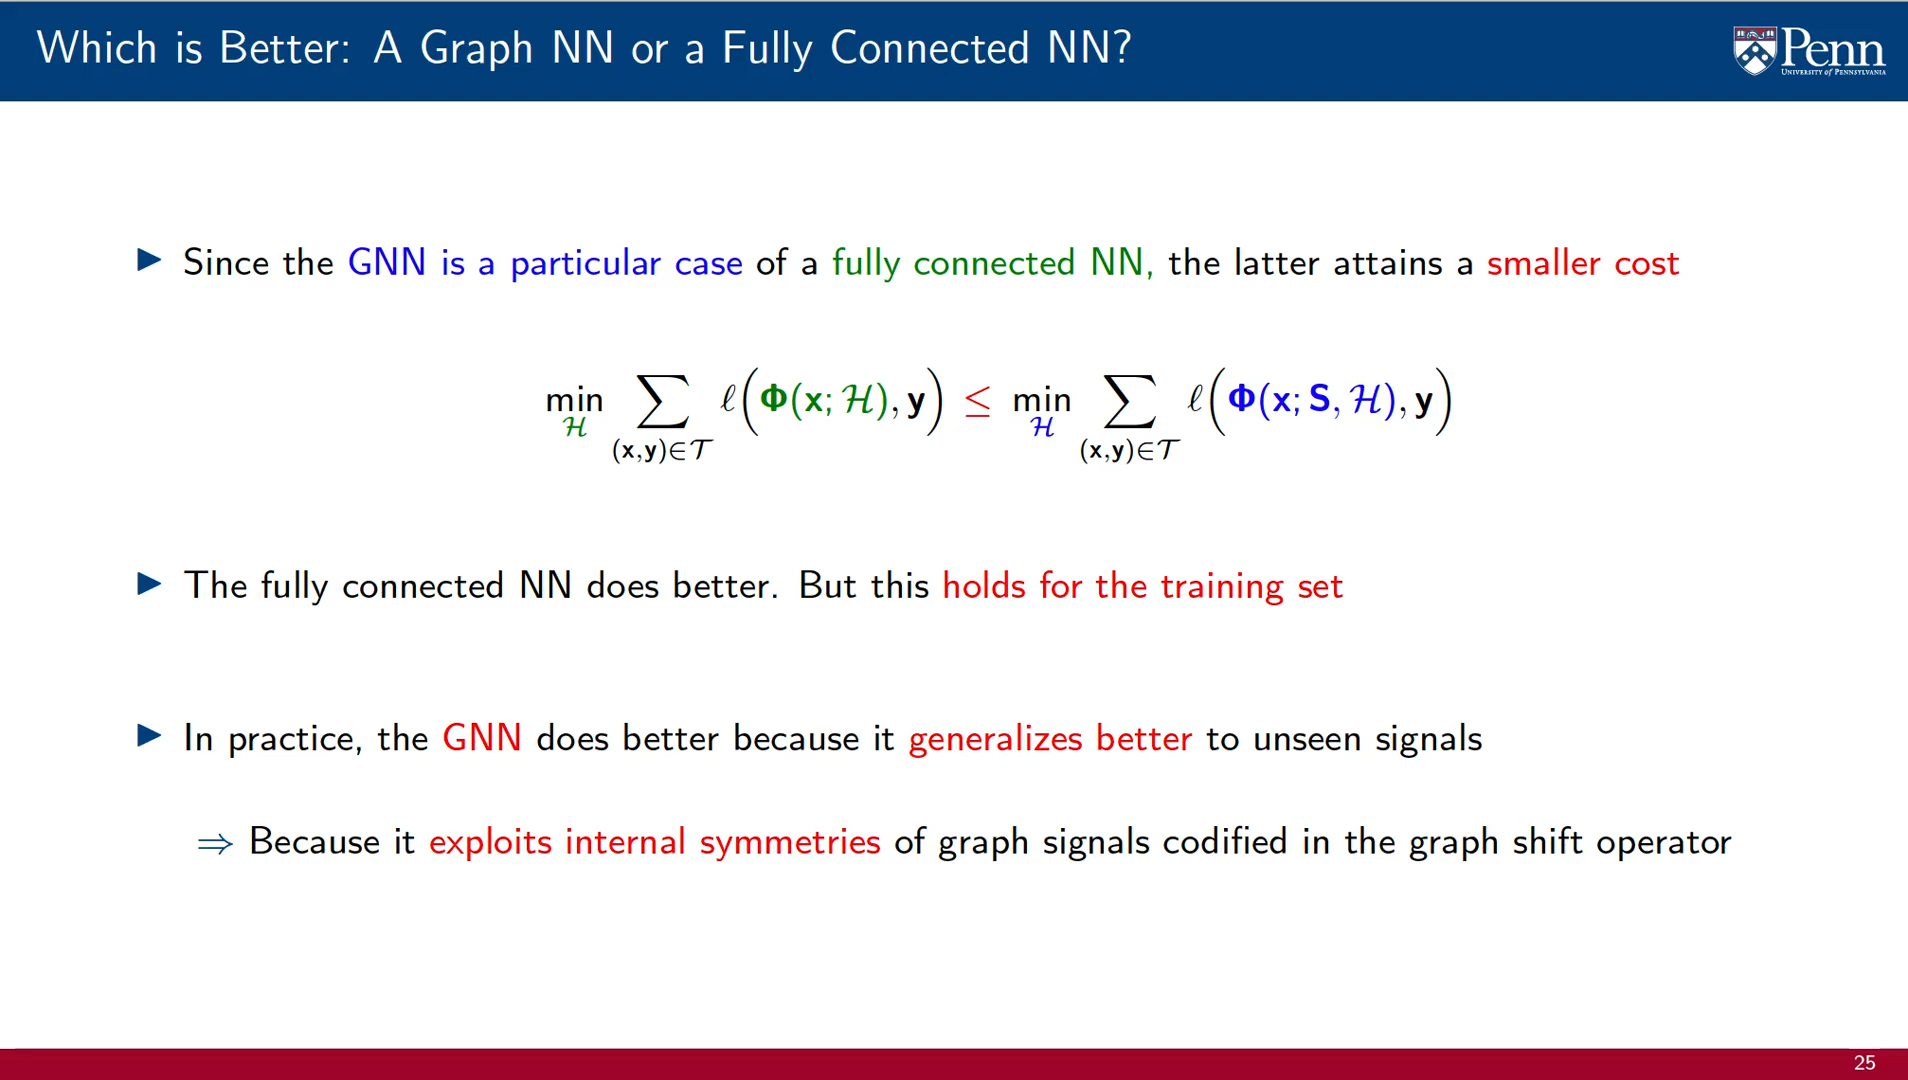 Which is Better: A Graph NN or a Fully Connected NN?
Penn
UNIVERSITY of PENNSYLVANIA
▶ Since the GNN is a particular case of a fully connected NN, the latter attains a smaller cost
min_ℋ ∑_{(x,y)∈𝒯} ℓ(Φ(x; ℋ), y) ≤ min_ℋ ∑_{(x,y)∈𝒯} ℓ(Φ(x; S, ℋ), y)
▶ The fully connected NN does better. But this holds for the training set
▶ In practice, the GNN does better because it generalizes better to unseen signals
⇒ Because it exploits internal symmetries of graph signals codified in the graph shift operator
25